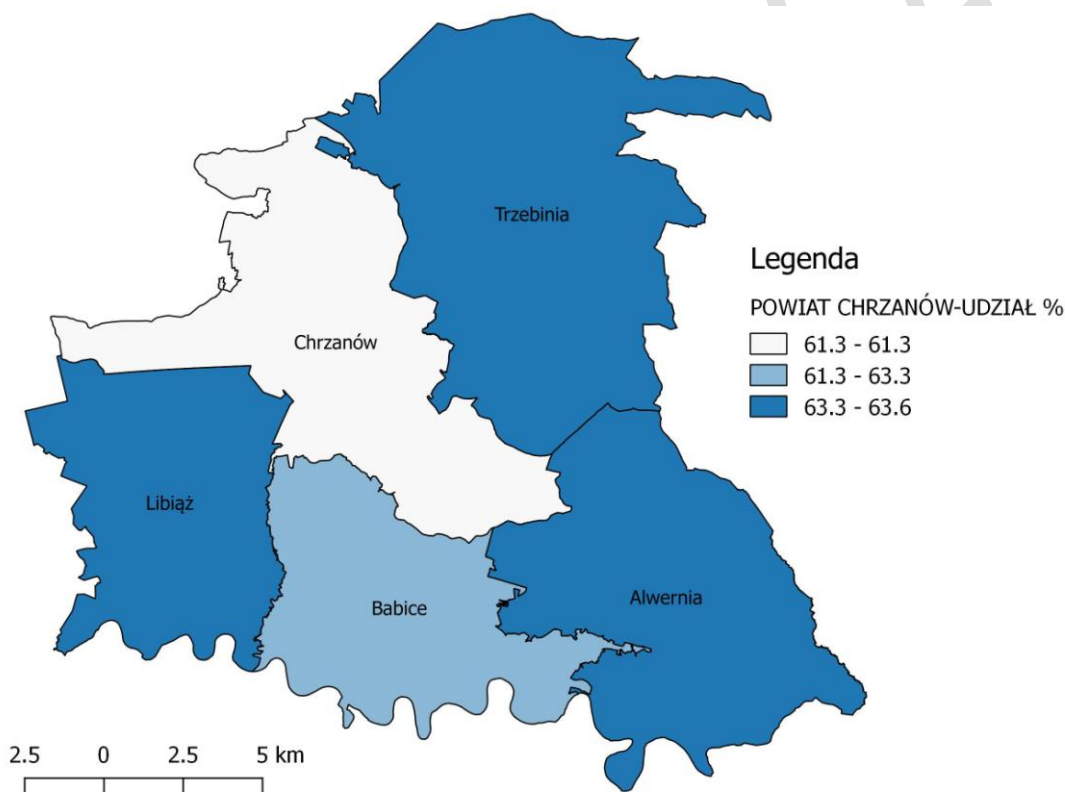 Trzebinia
Legenda
POWIAT CHRZANÓW-UDZIAŁ %
61.3 - 61.3
61.3 - 63.3
63.3 - 63.6
Chrzanów
Libiąż
Babice
Alwernia
2.5 0 2.5 5 km